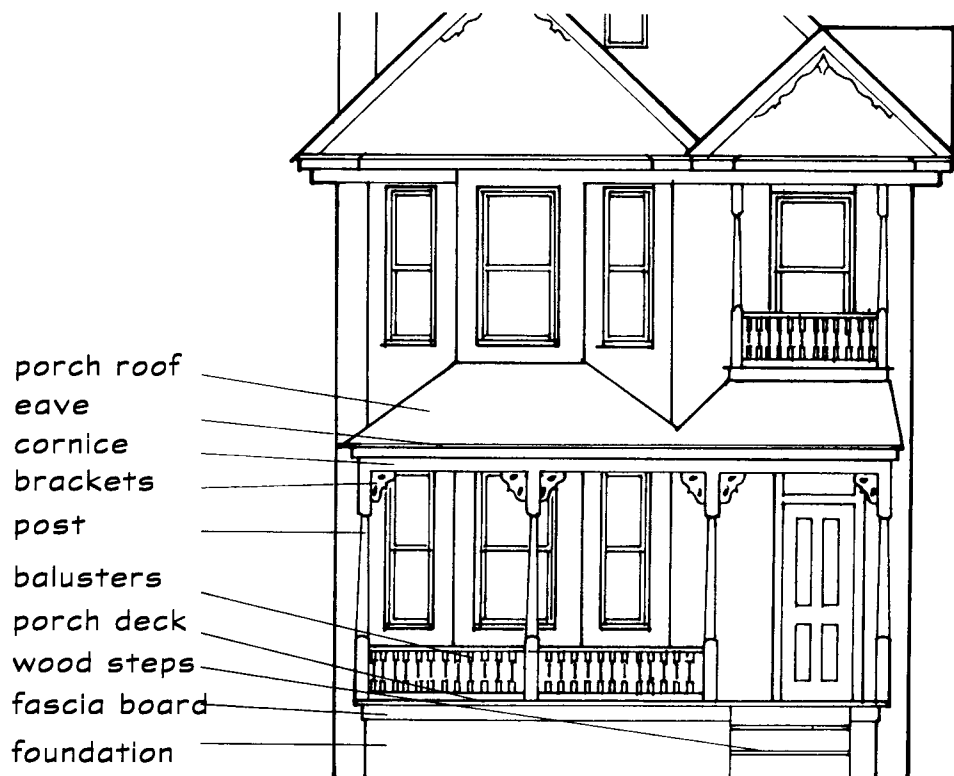 porch roof
eave
cornice
brackets
post
balusters
porch deck
wood steps
fascia board
foundation